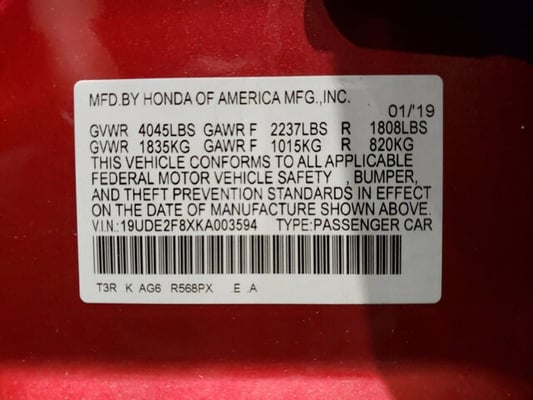 MFD.BY HONDA OF AMERICA MFG.,INC.
01/'19
GVWR 4045LBS GAWR F 2237LBS R 1808LBS
GVWR 1835KG GAWR F 1015KG R 820KG
THIS VEHICLE CONFORMS TO ALL APPLICABLE
FEDERAL MOTOR VEHICLE SAFETY , BUMPER,
AND THEFT PREVENTION STANDARDS IN EFFECT
ON THE DATE OF MANUFACTURE SHOWN ABOVE.
V.I.N.:19UDE2F8XKA003594 TYPE:PASSENGER CAR
T3R K AG6 R568PX .E .A